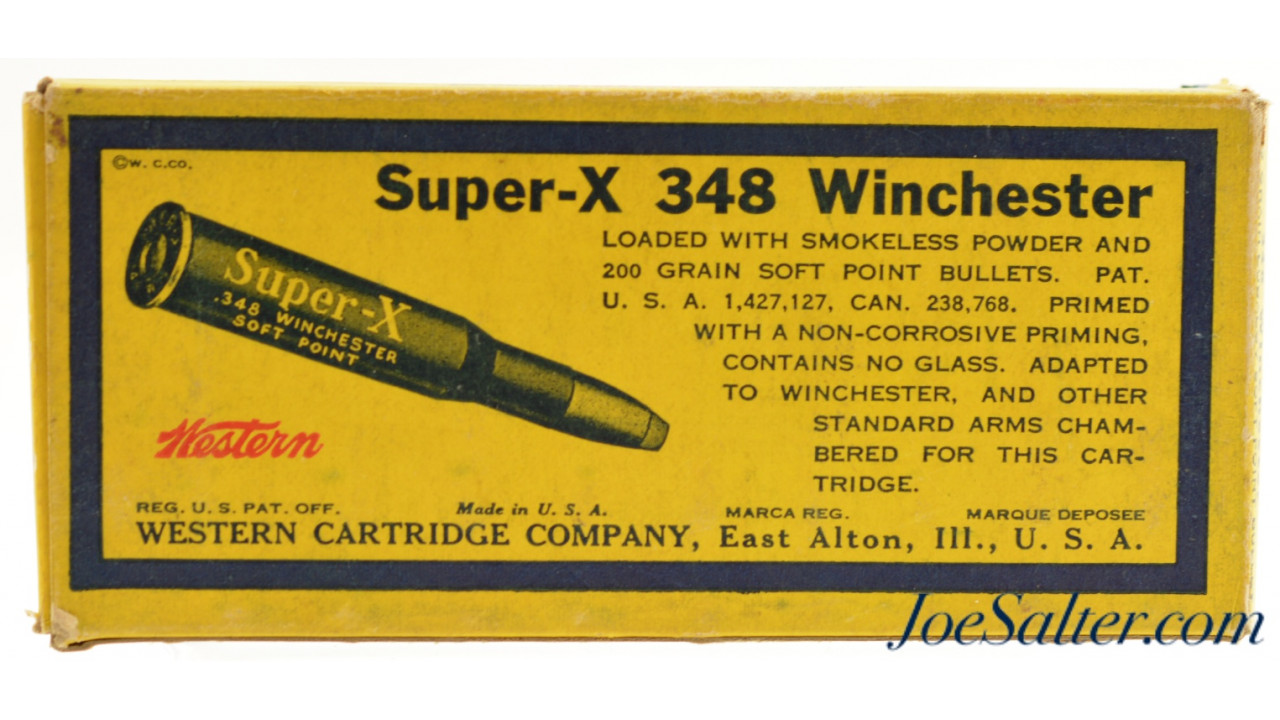 ©W. C.CO.
Super-X 348 Winchester
LOADED WITH SMOKELESS POWDER AND
200 GRAIN SOFT POINT BULLETS. PAT.
U. S. A. 1,427,127, CAN. 238,768. PRIMED
WITH A NON-CORROSIVE PRIMING,
CONTAINS NO GLASS. ADAPTED
TO WINCHESTER, AND OTHER
STANDARD ARMS CHAM-
BERED FOR THIS CAR-
TRIDGE.
Super-X
.348 WINCHESTER
SOFT POINT
Western
REG. U. S. PAT. OFF. Made in U. S. A. MARCA REG. MARQUE DEPOSEE
WESTERN CARTRIDGE COMPANY, East Alton, Ill., U. S. A.
JoeSalter.com